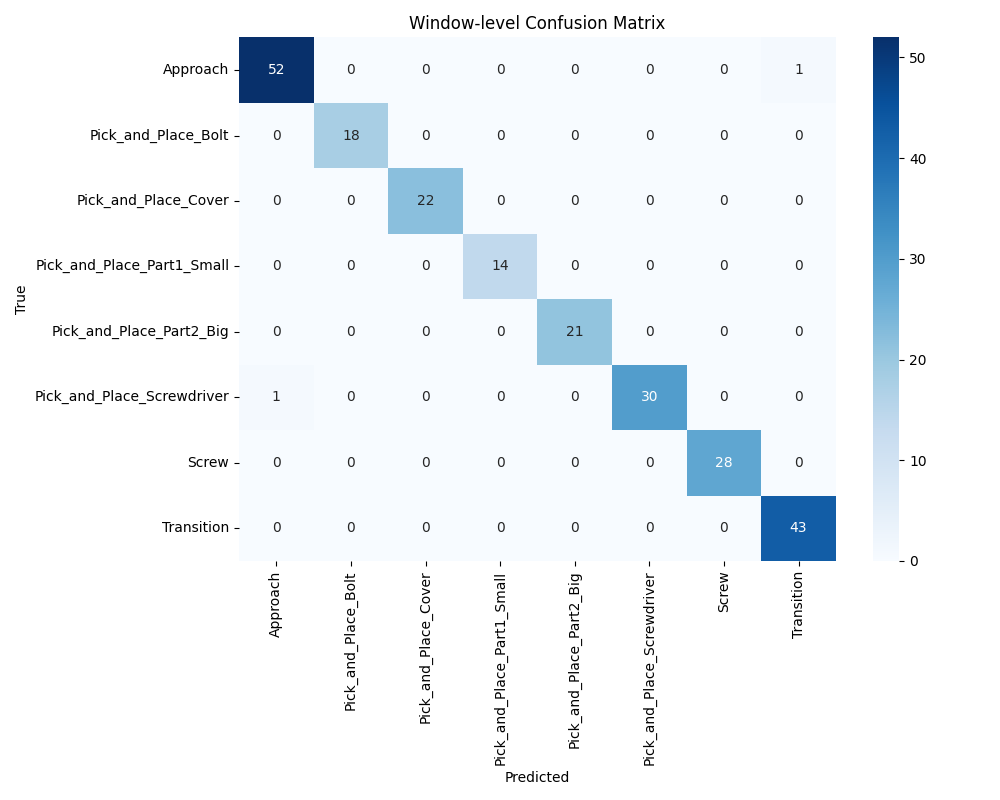 Window-level Confusion Matrix
True
Approach 52 0 0 0 0 0 0 1
Pick_and_Place_Bolt 0 18 0 0 0 0 0 0
Pick_and_Place_Cover 0 0 22 0 0 0 0 0
Pick_and_Place_Part1_Small 0 0 0 14 0 0 0 0
Pick_and_Place_Part2_Big 0 0 0 0 21 0 0 0
Pick_and_Place_Screwdriver 1 0 0 0 0 30 0 0
Screw 0 0 0 0 0 0 28 0
Transition 0 0 0 0 0 0 0 43
Approach
Pick_and_Place_Bolt
Pick_and_Place_Cover
Pick_and_Place_Part1_Small
Pick_and_Place_Part2_Big
Pick_and_Place_Screwdriver
Screw
Transition
Predicted
50
40
30
20
10
0